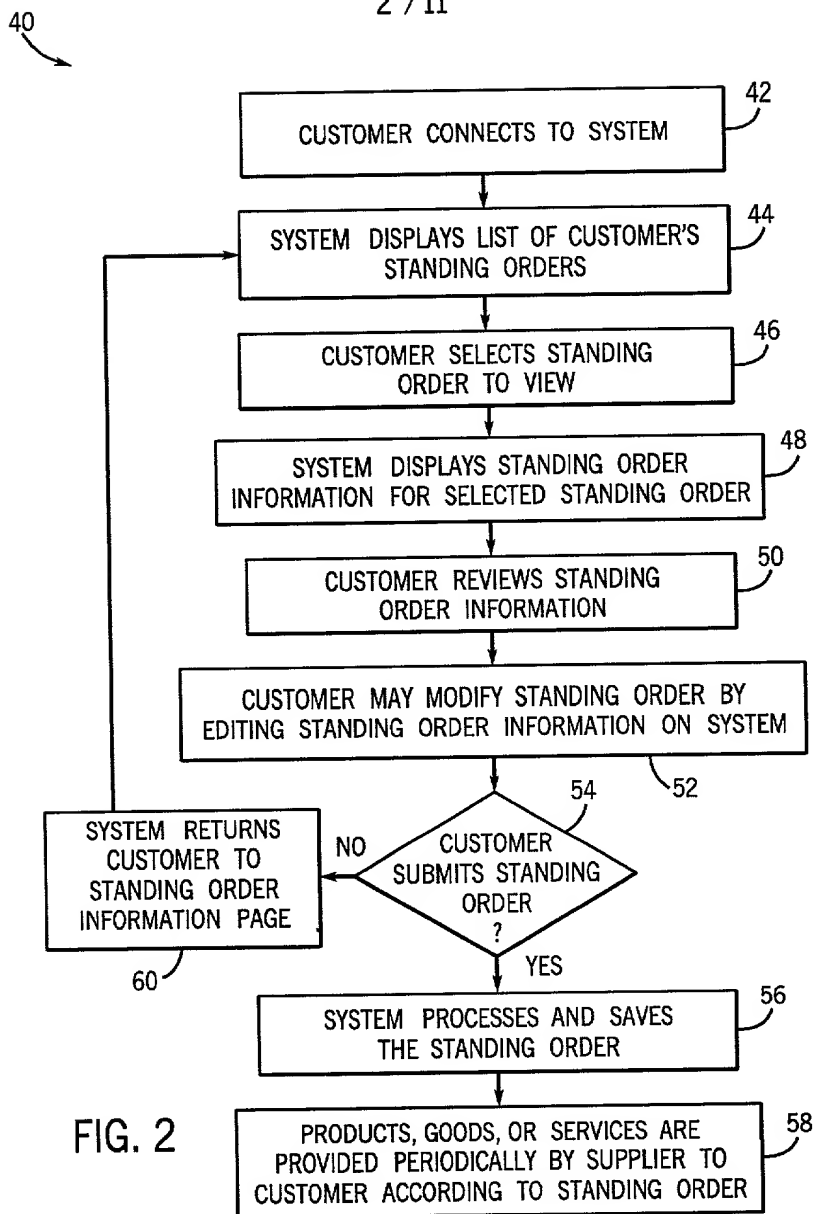 2 / 11
40
42
CUSTOMER CONNECTS TO SYSTEM
44
SYSTEM DISPLAYS LIST OF CUSTOMER'S
STANDING ORDERS
46
CUSTOMER SELECTS STANDING
ORDER TO VIEW
48
SYSTEM DISPLAYS STANDING ORDER
INFORMATION FOR SELECTED STANDING ORDER
50
CUSTOMER REVIEWS STANDING
ORDER INFORMATION
CUSTOMER MAY MODIFY STANDING ORDER BY
EDITING STANDING ORDER INFORMATION ON SYSTEM
52
54
CUSTOMER
SUBMITS STANDING
ORDER
?
NO
SYSTEM RETURNS
CUSTOMER TO
STANDING ORDER
INFORMATION PAGE
60
YES
56
SYSTEM PROCESSES AND SAVES
THE STANDING ORDER
58
PRODUCTS, GOODS, OR SERVICES ARE
PROVIDED PERIODICALLY BY SUPPLIER TO
CUSTOMER ACCORDING TO STANDING ORDER
FIG. 2